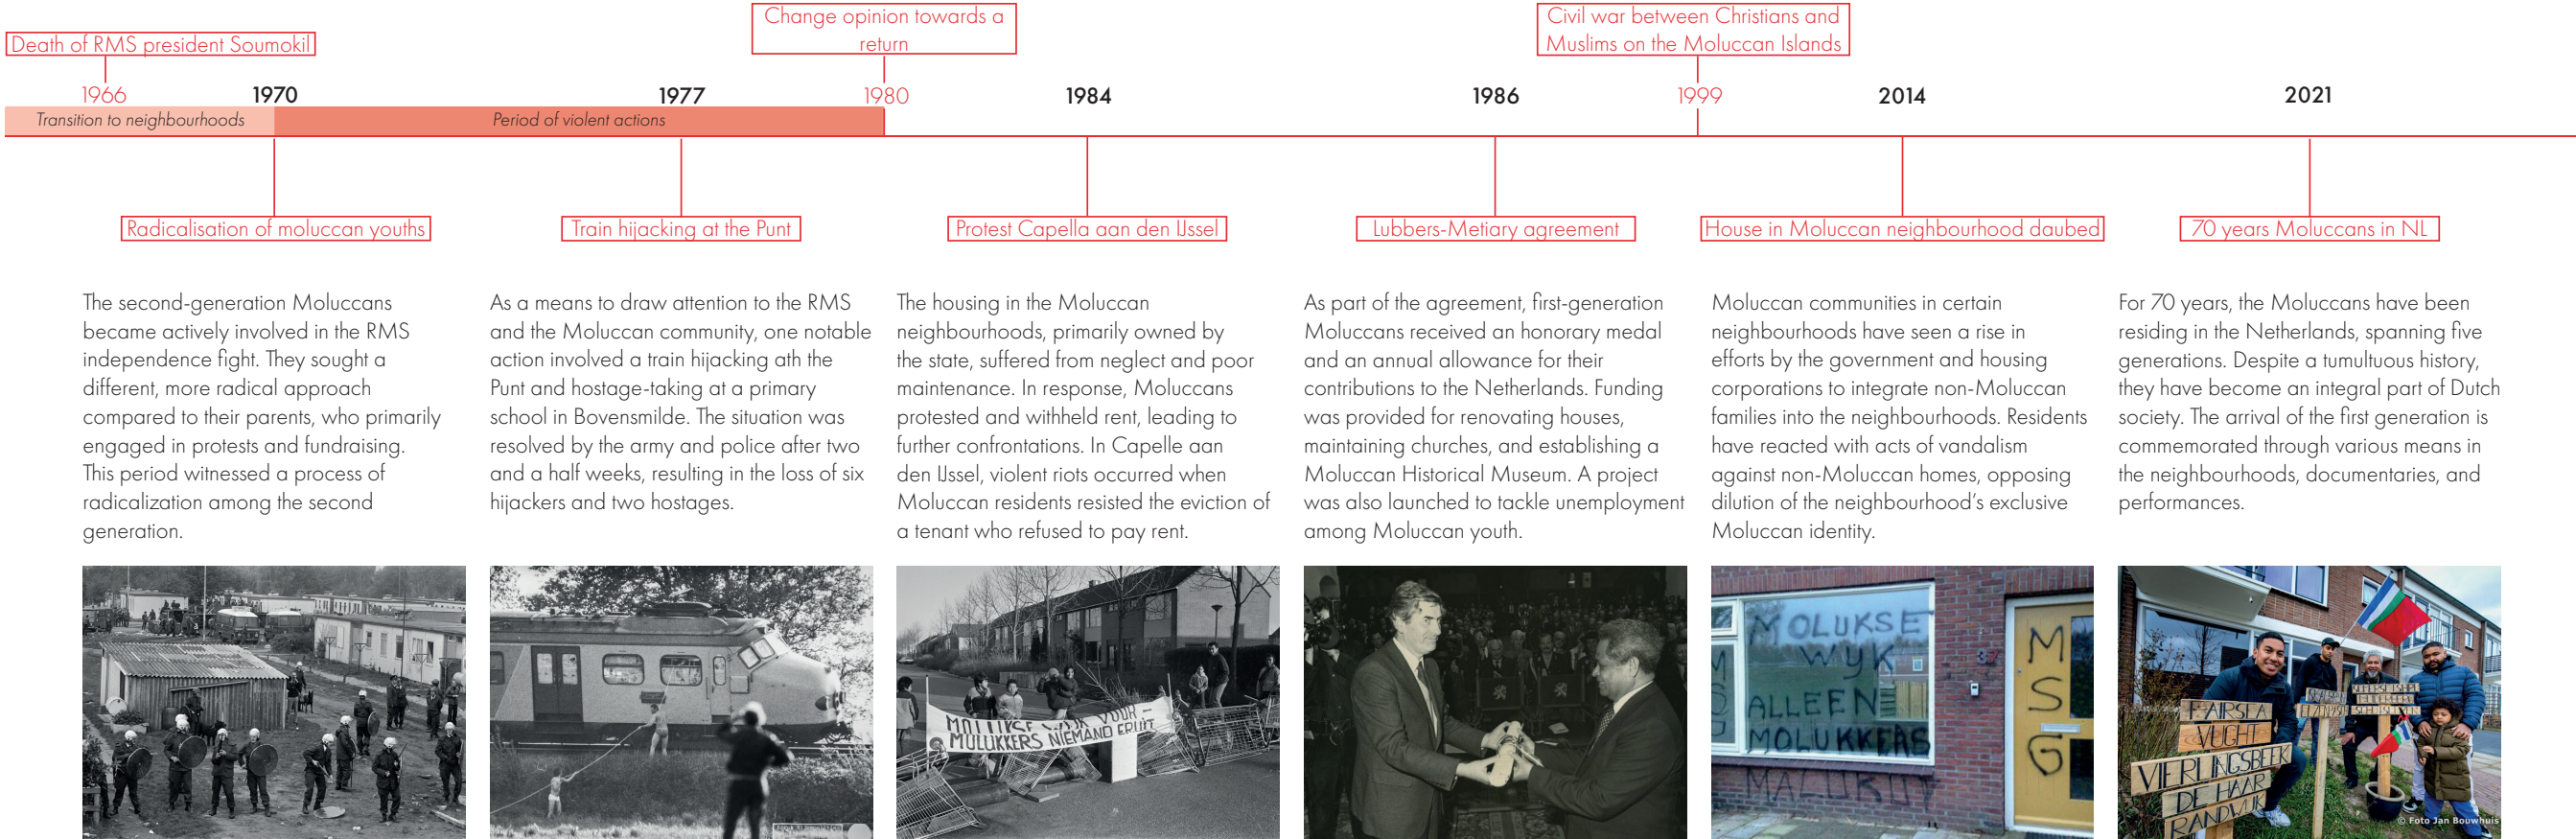 Death of RMS president Soumokil
Change opinion towards a
return
Civil war between Christians and
Muslims on the Moluccan Islands
1966
1970
1977
1980
1984
1986
1999
2014
2021
Transition to neighbourhoods
Period of violent actions
Radicalisation of moluccan youths
Train hijacking at the Punt
Protest Capella aan den IJssel
Lubbers-Metiary agreement
House in Moluccan neighbourhood daubed
70 years Moluccans in NL
The second-generation Moluccans
became actively involved in the RMS
independence fight. They sought a
different, more radical approach
compared to their parents, who primarily
engaged in protests and fundraising.
This period witnessed a process of
radicalization among the second
generation.
As a means to draw attention to the RMS
and the Moluccan community, one notable
action involved a train hijacking ath the
Punt and hostage-taking at a primary
school in Bovensmilde. The situation was
resolved by the army and police after two
and a half weeks, resulting in the loss of six
hijackers and two hostages.
The housing in the Moluccan
neighbourhoods, primarily owned by
the state, suffered from neglect and poor
maintenance. In response, Moluccans
protested and withheld rent, leading to
further confrontations. In Capelle aan
den IJssel, violent riots occurred when
Moluccan residents resisted the eviction of
a tenant who refused to pay rent.
As part of the agreement, first-generation
Moluccans received an honorary medal
and an annual allowance for their
contributions to the Netherlands. Funding
was provided for renovating houses,
maintaining churches, and establishing a
Moluccan Historical Museum. A project
was also launched to tackle unemployment
among Moluccan youth.
Moluccan communities in certain
neighbourhoods have seen a rise in
efforts by the government and housing
corporations to integrate non-Moluccan
families into the neighbourhoods. Residents
have reacted with acts of vandalism
against non-Moluccan homes, opposing
dilution of the neighbourhood's exclusive
Moluccan identity.
For 70 years, the Moluccans have been
residing in the Netherlands, spanning five
generations. Despite a tumultuous history,
they have become an integral part of Dutch
society. The arrival of the first generation is
commemorated through various means in
the neighbourhoods, documentaries, and
performances.
WIJK VOOR -
MOLUKKERS NIEMAND ERUIT
MOLUKSE
WYK
ALLEEN
MOLUKKERS
MALUKU
M
S
G
VUGHT
VIERLINGSBEEK
DE HAAR
RANDWIJK
© Foto Jan Bouwhuis